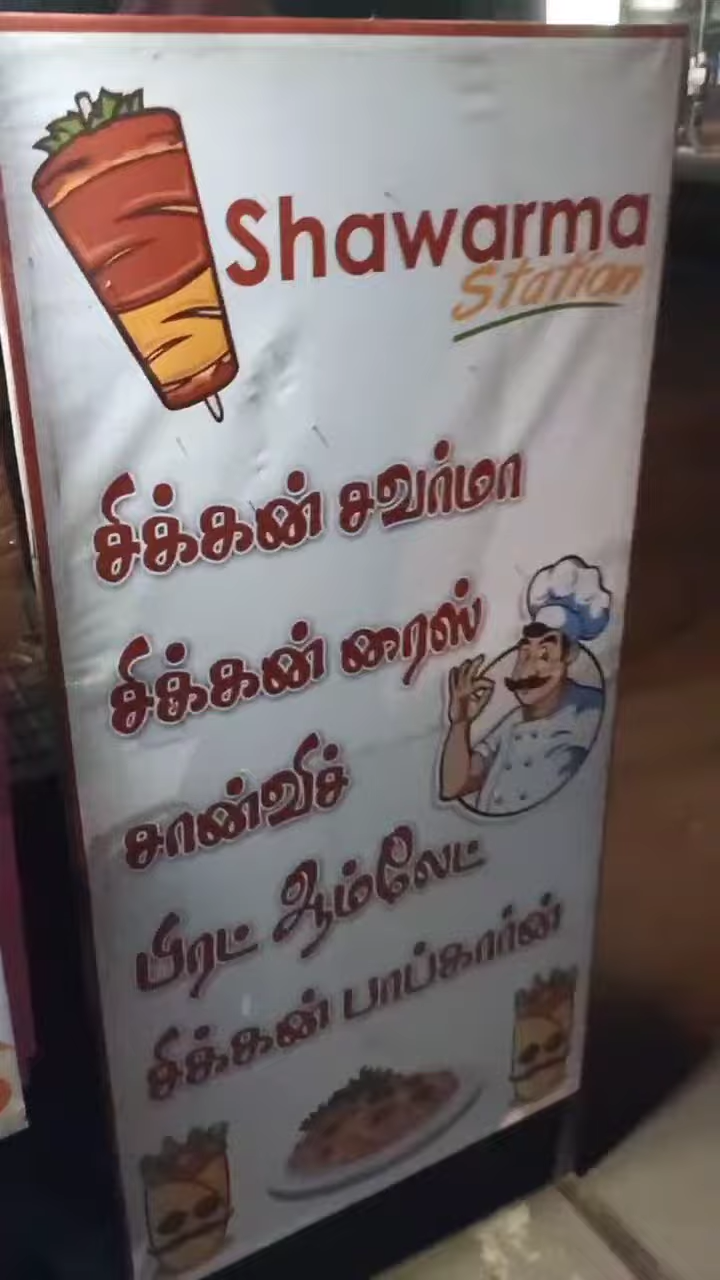 Shawarma
Station
சிக்கன் சவர்மா
சிக்கன் ரைஸ்
சான்விச்
பிரட் ஆம்லேட்
சிக்கன் பாப்கார்ன்